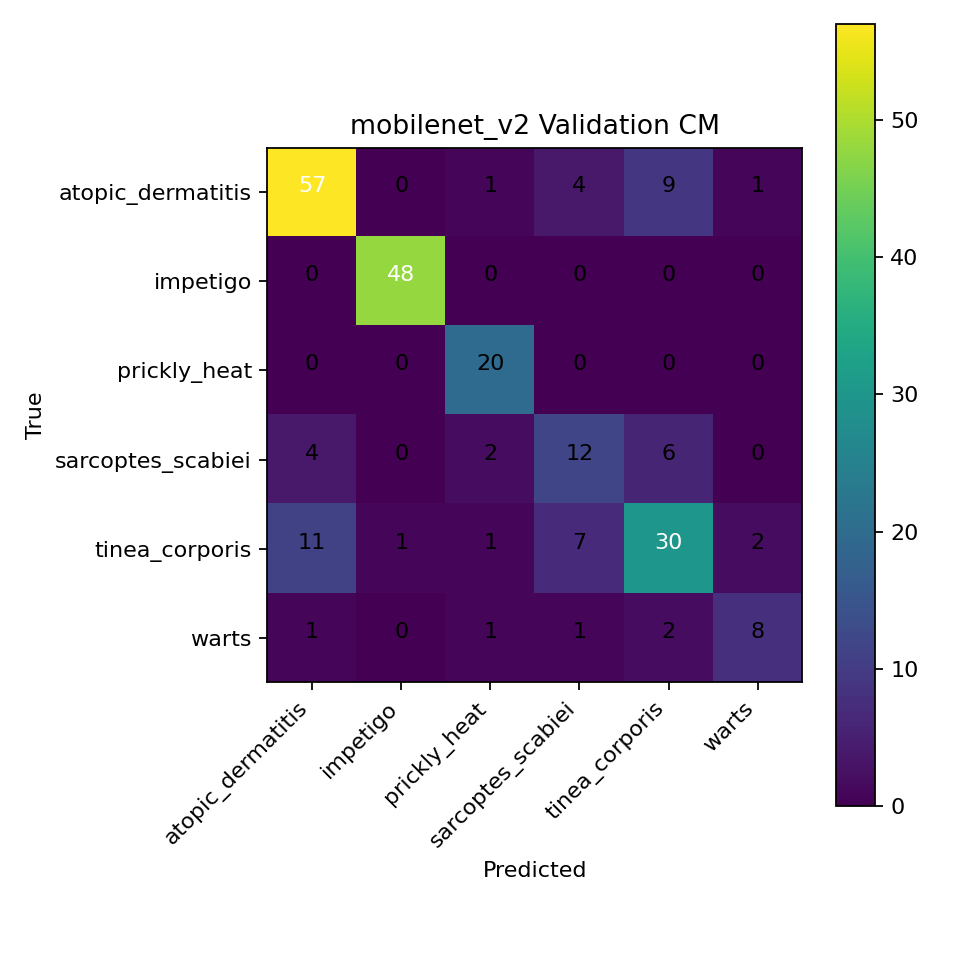 mobilenet_v2 Validation CM
True
atopic_dermatitis 57 0 1 4 9 1
impetigo 0 48 0 0 0 0
prickly_heat 0 0 20 0 0 0
sarcoptes_scabiei 4 0 2 12 6 0
tinea_corporis 11 1 1 7 30 2
warts 1 0 1 1 2 8
atopic_dermatitis
impetigo
prickly_heat
sarcoptes_scabiei
tinea_corporis
warts
Predicted
50
40
30
20
10
0